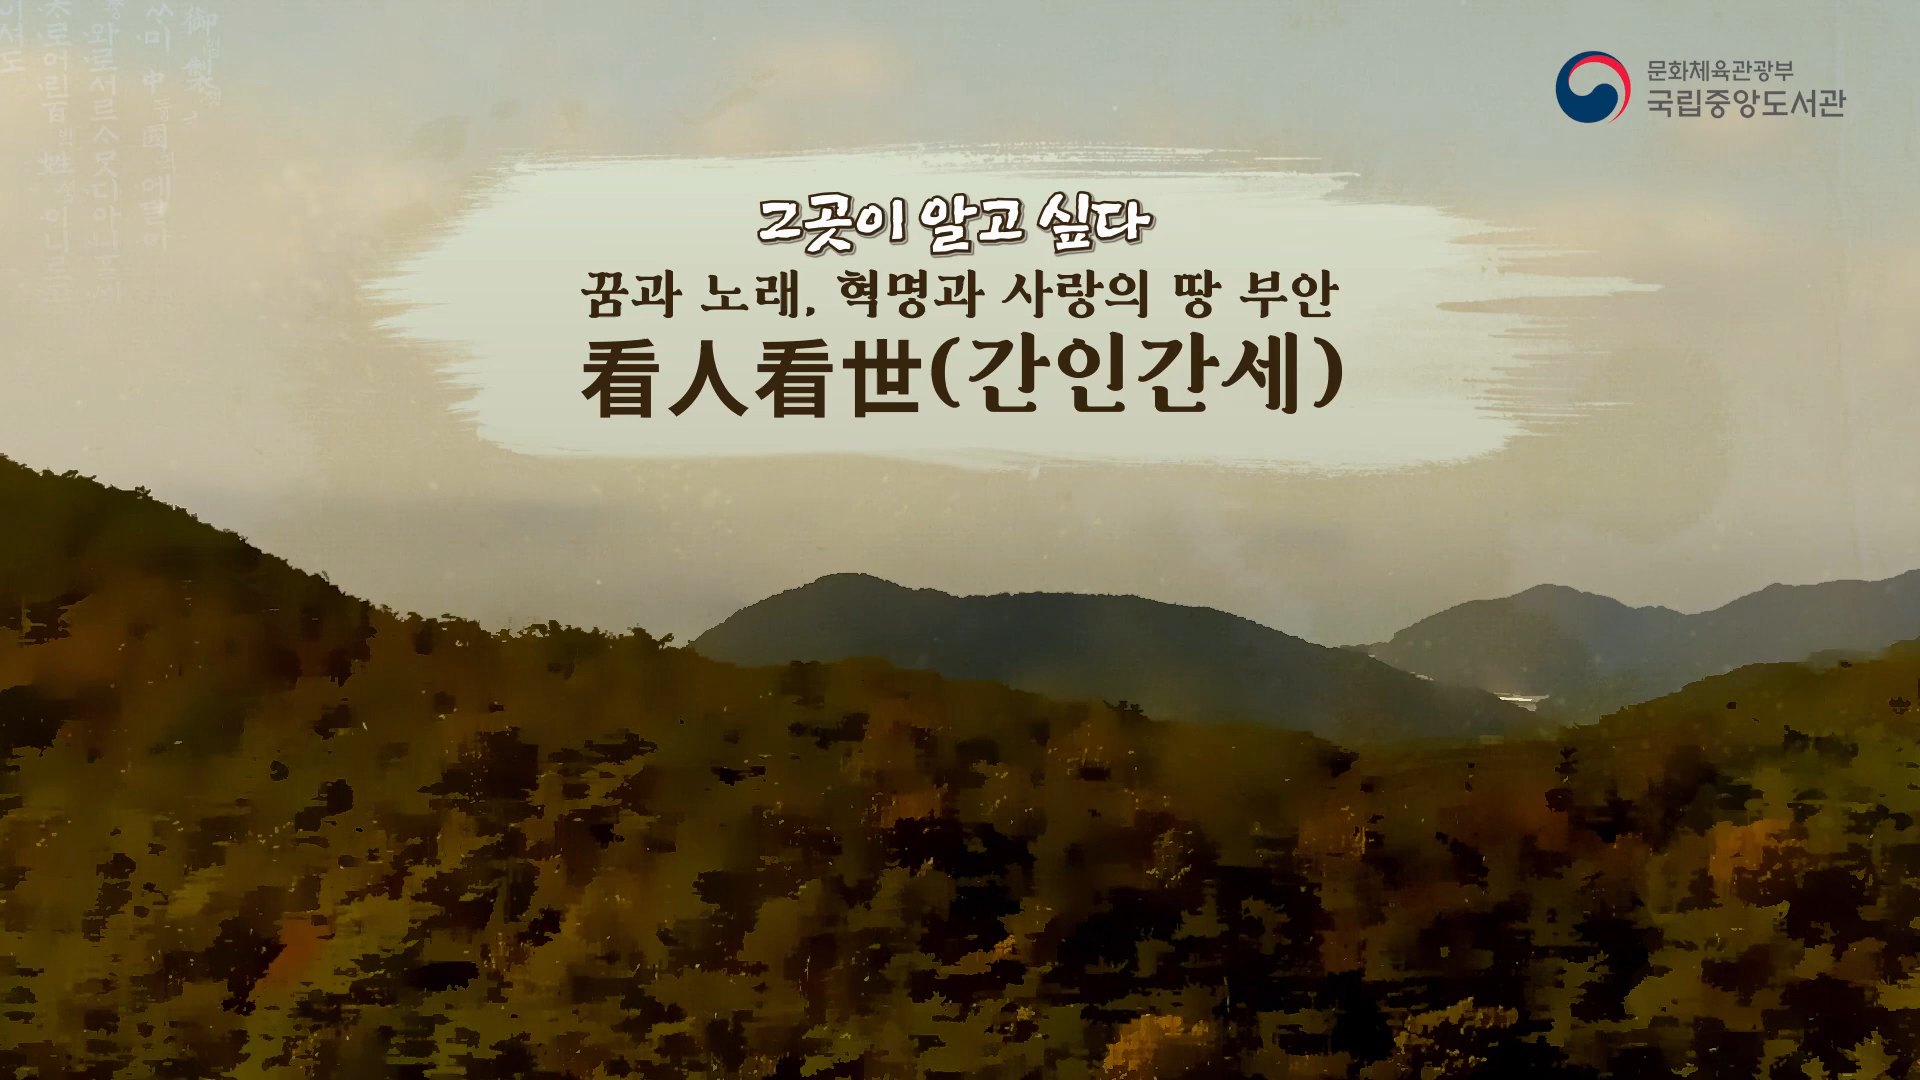 문화체육관광부
국립중앙도서관
그곳이 알고 싶다
꿈과 노래, 혁명과 사랑의 땅 부안
看人看世(간인간세)